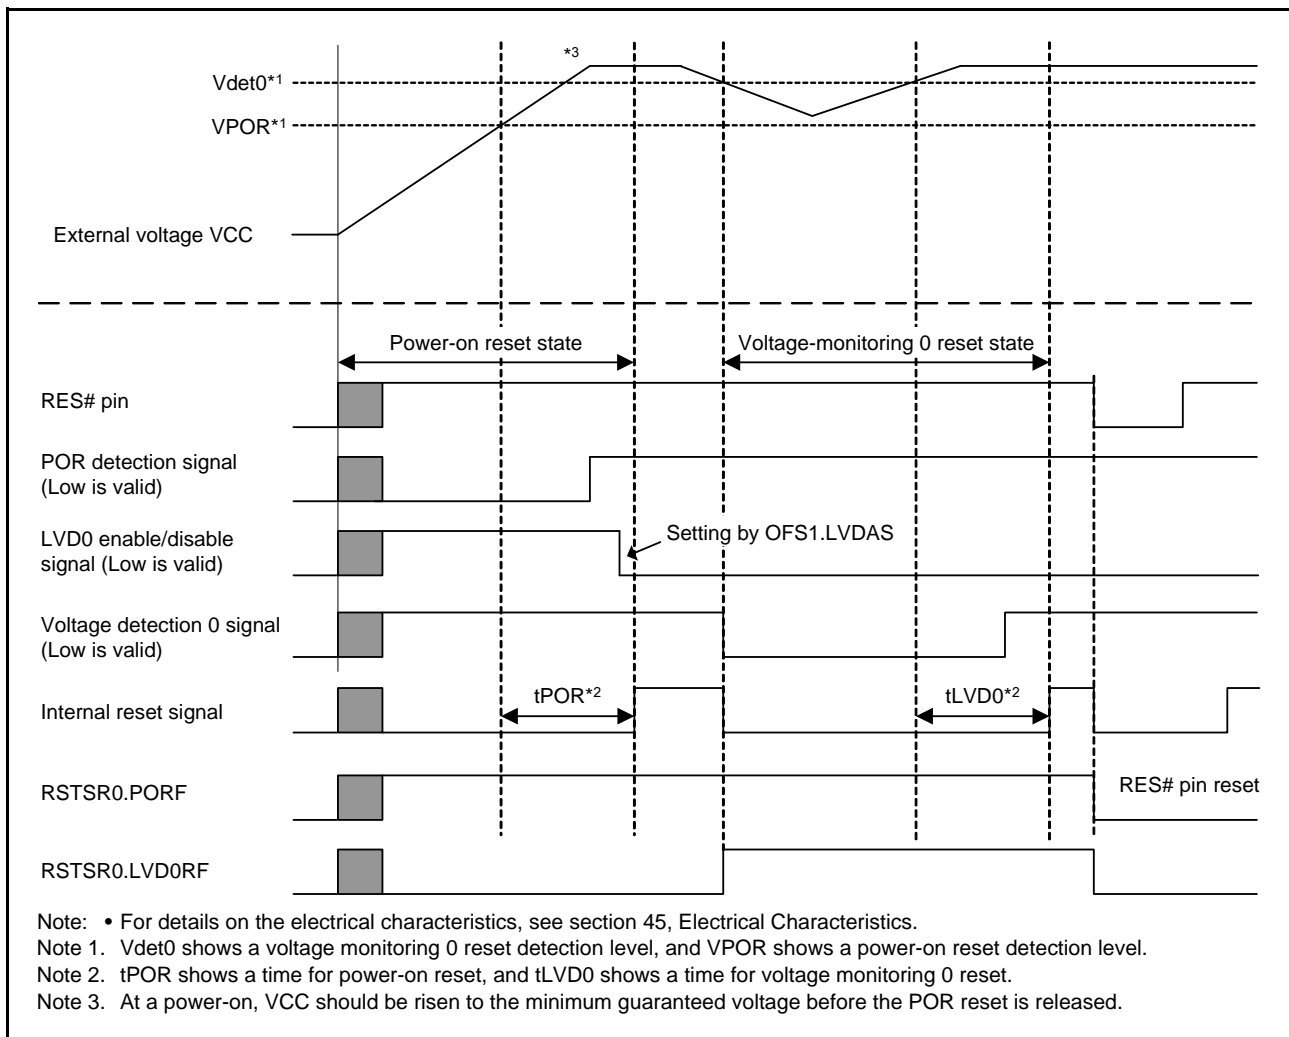 *3
Vdet0*1
VPOR*1
External voltage VCC
Power-on reset state
Voltage-monitoring 0 reset state
RES# pin
POR detection signal
(Low is valid)
LVD0 enable/disable
signal (Low is valid)
Setting by OFS1.LVDAS
Voltage detection 0 signal
(Low is valid)
Internal reset signal
tPOR*2
tLVD0*2
RSTSR0.PORF
RES# pin reset
RSTSR0.LVD0RF
Note: • For details on the electrical characteristics, see section 45, Electrical Characteristics.
Note 1. Vdet0 shows a voltage monitoring 0 reset detection level, and VPOR shows a power-on reset detection level.
Note 2. tPOR shows a time for power-on reset, and tLVD0 shows a time for voltage monitoring 0 reset.
Note 3. At a power-on, VCC should be risen to the minimum guaranteed voltage before the POR reset is released.